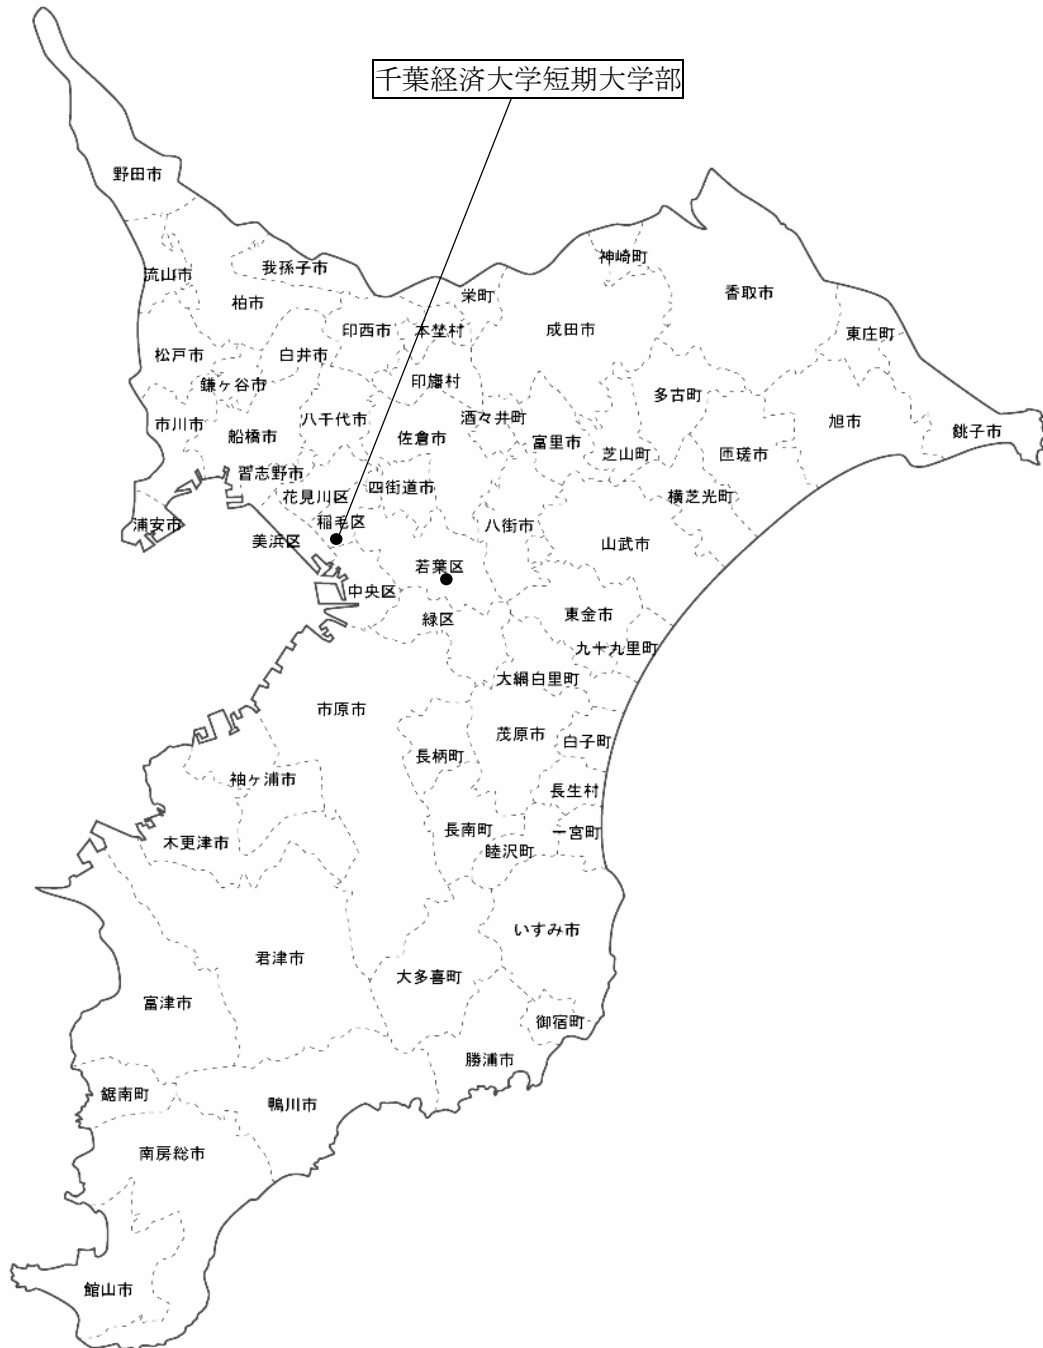 千葉経済大学短期大学部
野田市
流山市
我孫子市
柏市
神崎町
香取市
栄町
印西市
本埜村
成田市
東庄町
松戸市
白井市
鎌ヶ谷市
印旛村
多古町
市川市
船橋市
八千代市
佐倉市
酒々井町
富里市
芝山町
匝瑳市
旭市
銚子市
習志野市
花見川区
四街道市
横芝光町
浦安市
美浜区
稲毛区
八街市
山武市
若葉区
中央区
緑区
東金市
九十九里町
大網白里町
市原市
茂原市
白子町
長柄町
袖ヶ浦市
長生村
木更津市
長南町
一宮町
睦沢町
いすみ市
君津市
大多喜町
富津市
御宿町
勝浦市
鋸南町
鴨川市
南房総市
館山市